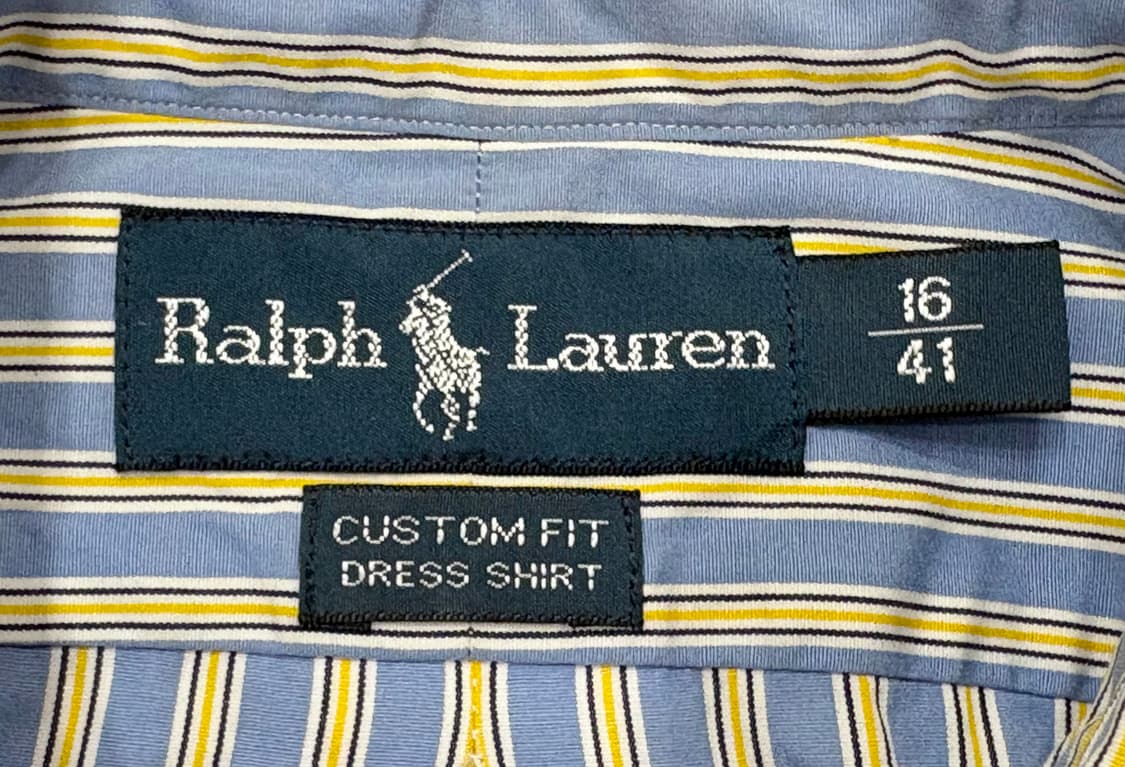 Ralph Lauren
16
41
CUSTOM FIT
DRESS SHIRT